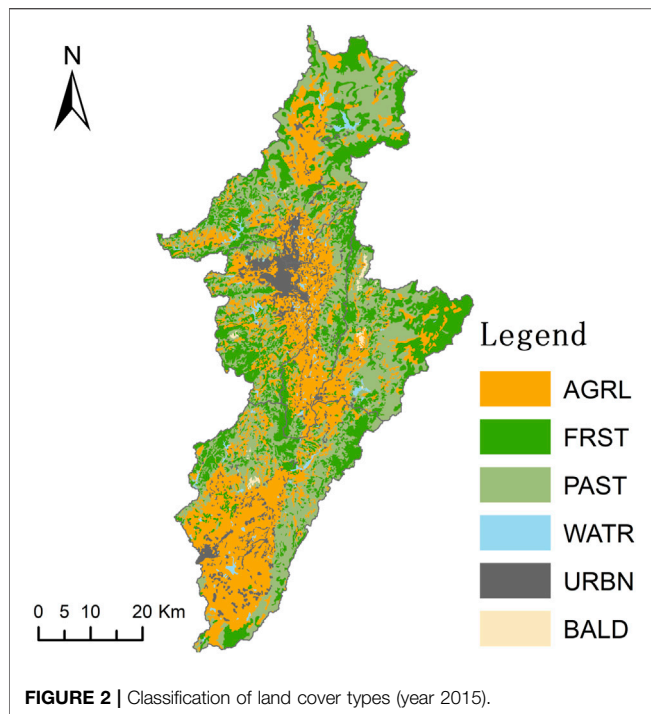 N
Legend
AGRL
FRST
PAST
WATR
URBN
BALD
0 5 10 20 Km
FIGURE 2 | Classification of land cover types (year 2015).